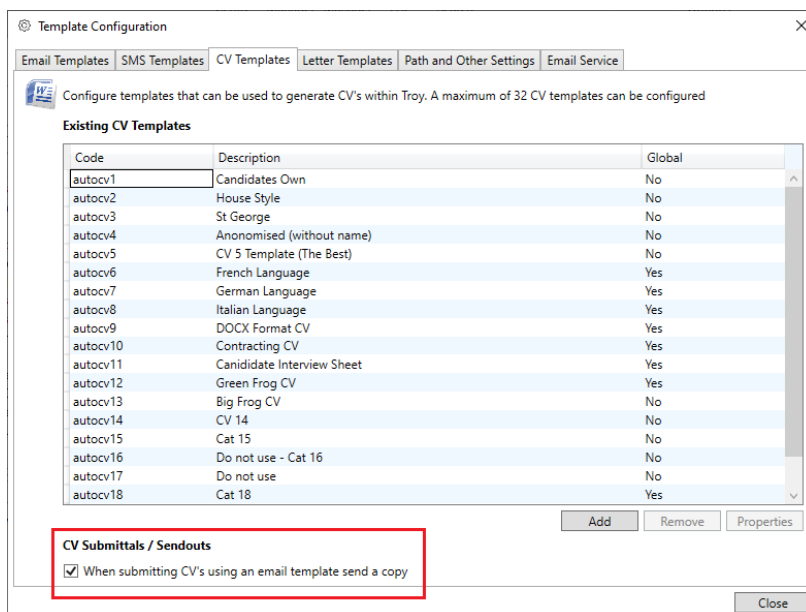 Template Configuration
Email Templates SMS Templates CV Templates Letter Templates Path and Other Settings Email Service
Configure templates that can be used to generate CV's within Troy. A maximum of 32 CV templates can be configured
Existing CV Templates
Code Description Global
autocv1 Candidates Own No
autocv2 House Style No
autocv3 St George No
autocv4 Anonomised (without name) No
autocv5 CV 5 Template (The Best) No
autocv6 French Language Yes
autocv7 German Language Yes
autocv8 Italian Language Yes
autocv9 DOCX Format CV Yes
autocv10 Contracting CV Yes
autocv11 Canididate Interview Sheet Yes
autocv12 Green Frog CV Yes
autocv13 Big Frog CV No
autocv14 CV 14 No
autocv15 Cat 15 No
autocv16 Do not use - Cat 16 No
autocv17 Do not use No
autocv18 Cat 18 Yes
Add Remove Properties
CV Submittals / Sendouts
When submitting CV's using an email template send a copy
Close